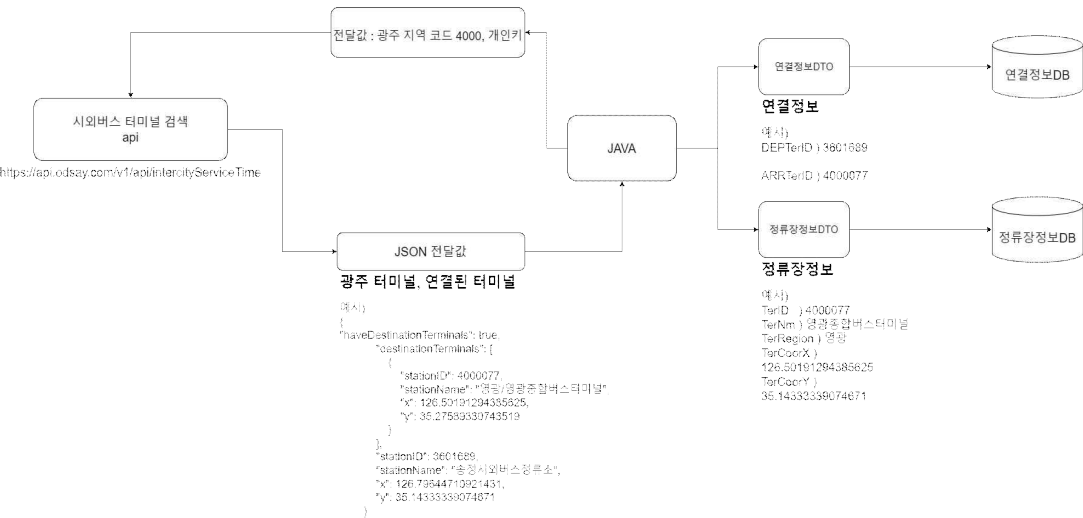 전달값 : 광주 지역 코드 4000, 개인키
시외버스 터미널 검색
api
https://api.odsay.com/v1/api/intercityServiceTime
JSON 전달값
광주 터미널, 연결된 터미널
예시)
{
"haveDestinationTerminals": true,
"destinationTerminals": [
{
"stationID": 4000077,
"stationName": "영광/영광종합버스터미널"
"x": 126.50191294385625,
"y": 35.27589330743519
}
],
"stationID": 3601689,
"stationName": "송정시외버스정류소",
"x": 126.79644710921431,
"y": 35.14333339074671
}
JAVA
연결정보DTO
연결정보
예시)
DEPTerID ) 3601689
ARRTerID ) 4000077
연결정보DB
정류장정보DTO
정류장정보
예시)
TerID ) 4000077
TerNm ) 영광종합버스터미널
TerRegion ) 영광
TerCoorX )
126.50191294385625
TerCoorY )
35.14333339074671
정류장정보DB